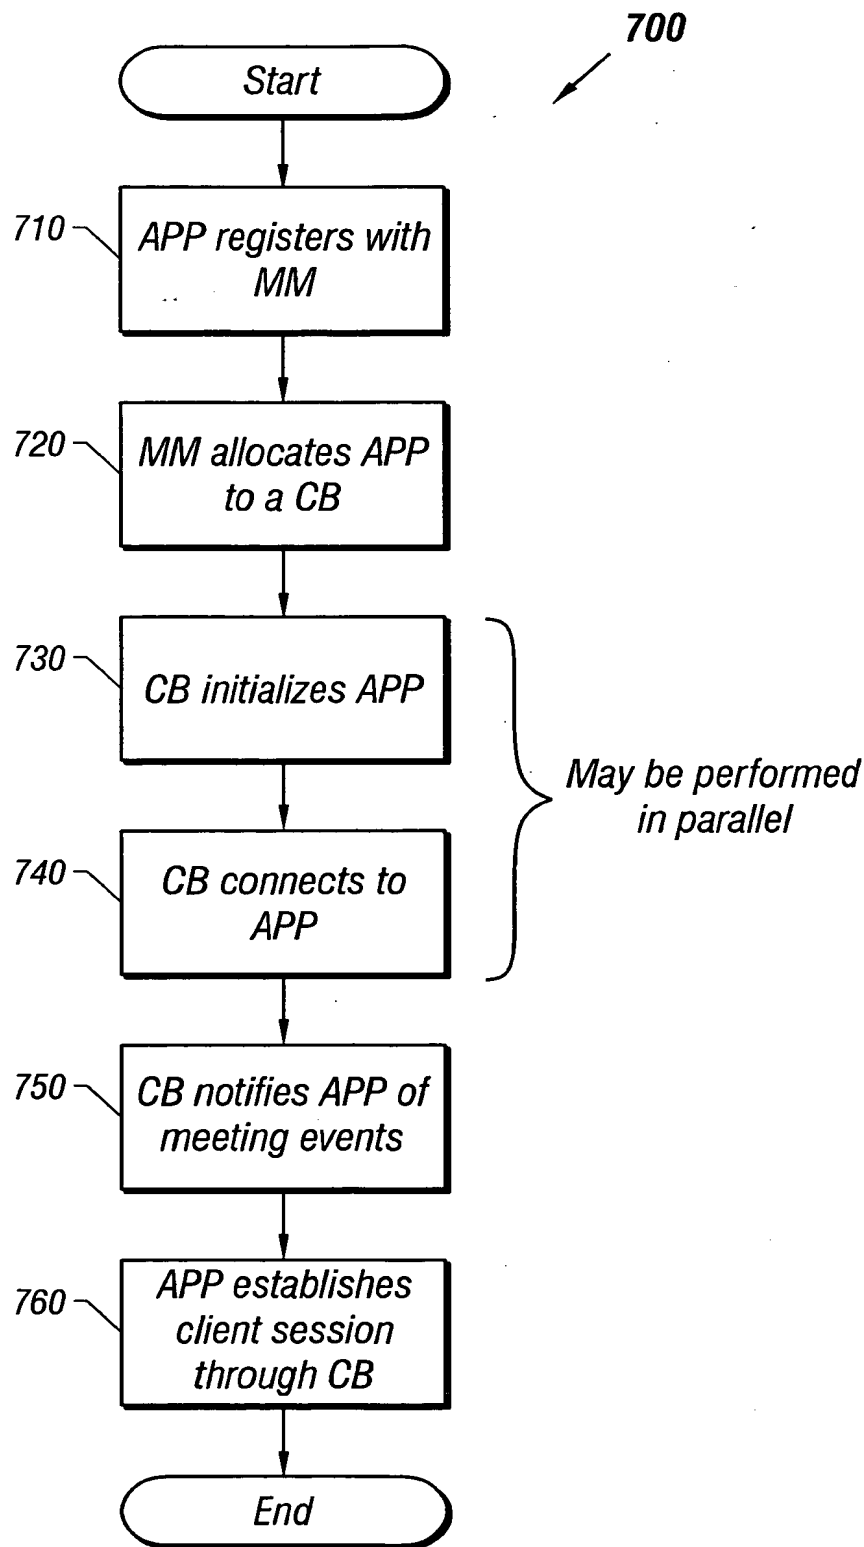 700
Start
710
APP registers with
MM
720
MM allocates APP
to a CB
730
CB initializes APP
740
CB connects to
APP
May be performed
in parallel
750
CB notifies APP of
meeting events
760
APP establishes
client session
through CB
End